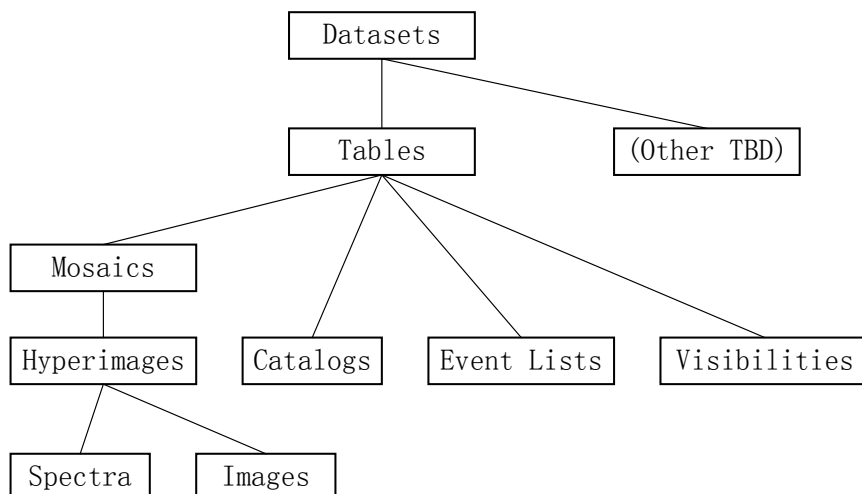 Datasets
Tables
(Other TBD)
Mosaics
Hyperimages
Catalogs
Event Lists
Visibilities
Spectra
Images